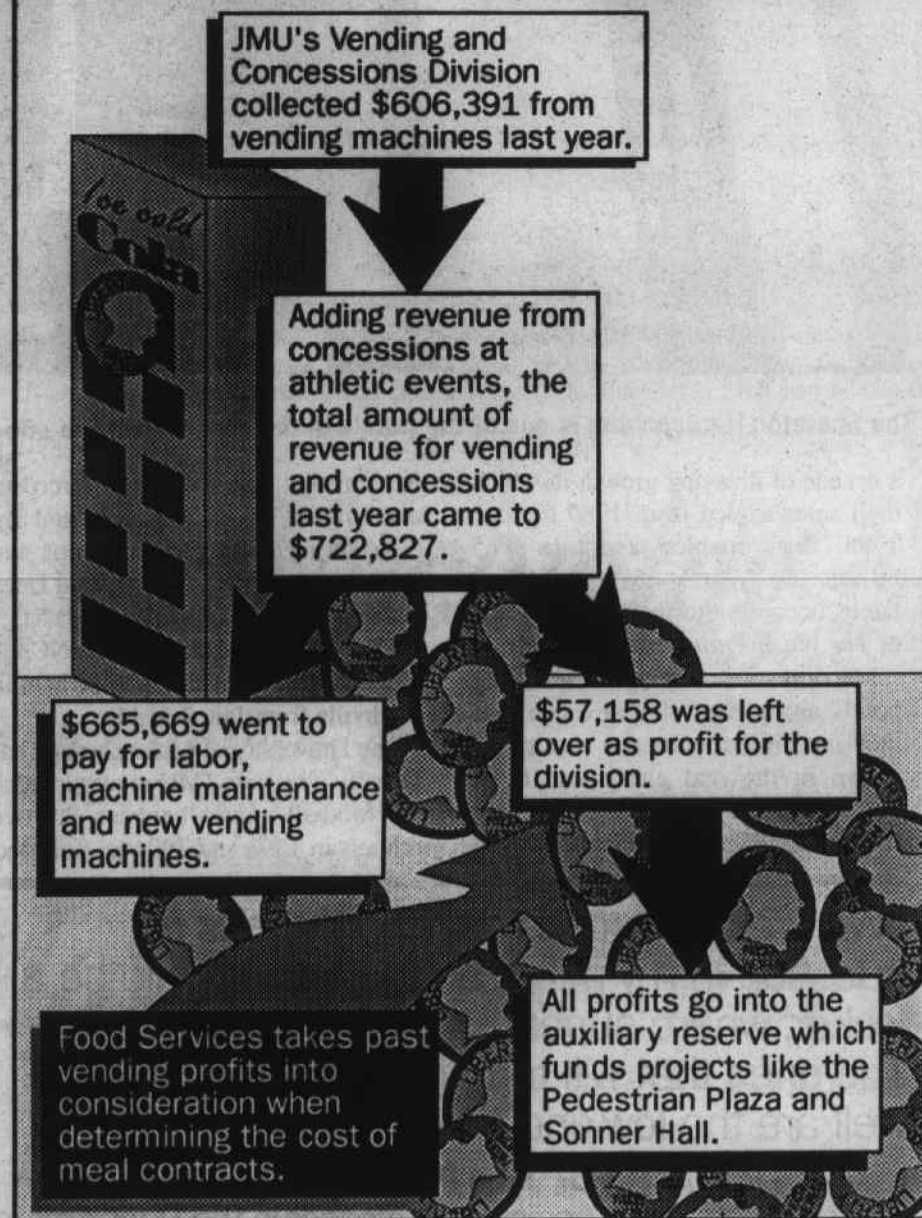 JMU's Vending and
Concessions Division
collected $606,391 from
vending machines last year.
Ice cold
Cola
Adding revenue from
concessions at
athletic events, the
total amount of
revenue for vending
and concessions
last year came to
$722,827.
$665,669 went to
pay for labor,
machine maintenance
and new vending
machines.
$57,158 was left
over as profit for the
division.
Food Services takes past
vending profits into
consideration when
determining the cost of
meal contracts.
All profits go into the
auxiliary reserve which
funds projects like the
Pedestrian Plaza and
Sonner Hall.